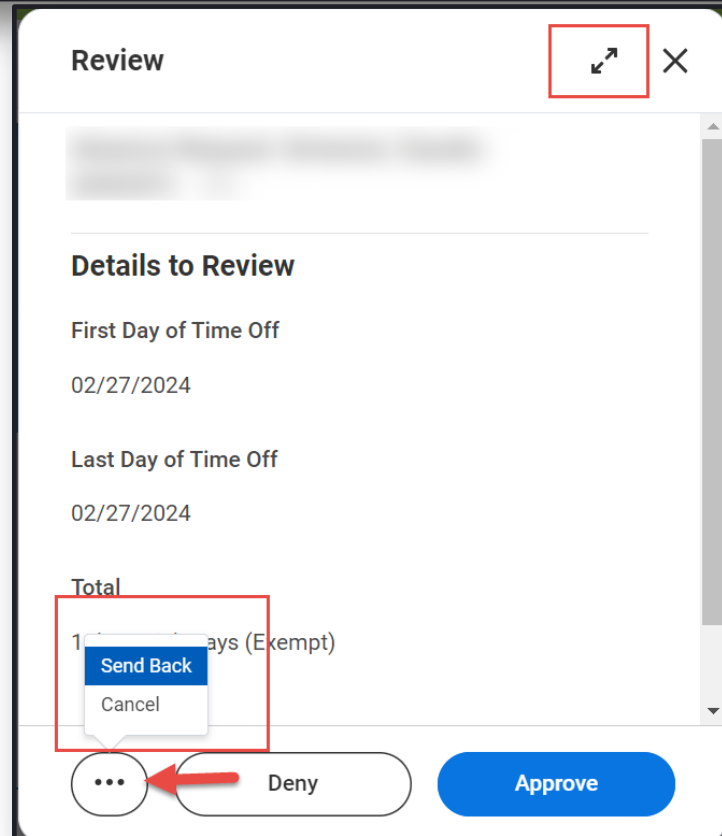 Review
Details to Review
First Day of Time Off
02/27/2024
Last Day of Time Off
02/27/2024
Total
(Exempt)
Send Back
Cancel
Deny
Approve